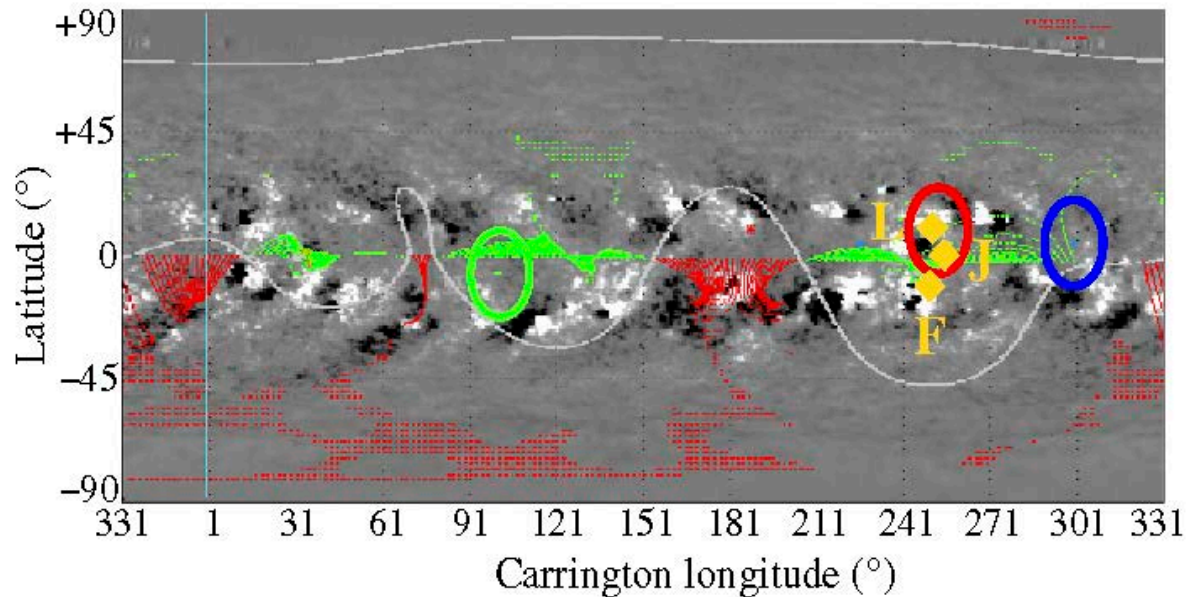 +90
+45
0
−45
−90
Latitude (°)
L
J
F
331 1 31 61 91 121 151 181 211 241 271 301 331
Carrington longitude (°)